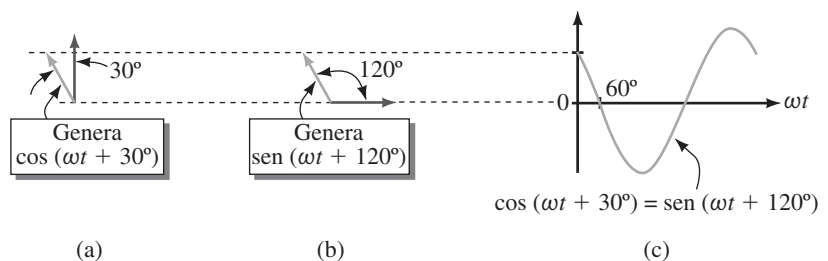 30º
Genera
cos (ωt + 30º)
(a)
120º
Genera
sen (ωt + 120º)
(b)
0
60º
ωt
cos (ωt + 30º) = sen (ωt + 120º)
(c)